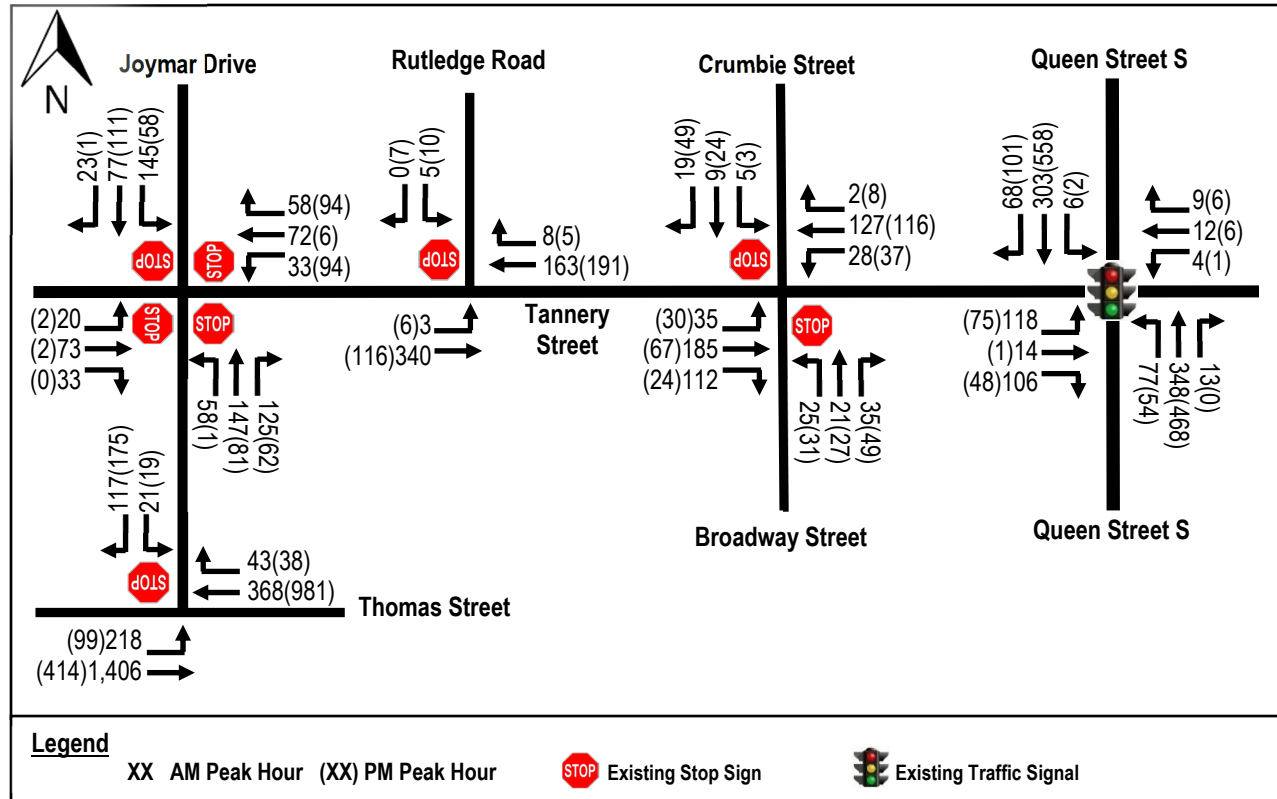 Joymar Drive
Rutledge Road
Crumbie Street
Queen Street S
N
23(1)
77(111)
145(58)
58(94)
72(6)
33(94)
0(7)
5(10)
8(5)
163(191)
19(49)
9(24)
5(3)
2(8)
127(116)
28(37)
68(101)
303(558)
6(2)
9(6)
12(6)
4(1)
STOP
STOP
STOP
STOP
STOP
STOP
STOP
(2)20
(2)73
(0)33
58(1)
147(81)
125(62)
(6)3
(116)340
Tannery
Street
(30)35
(67)185
(24)112
25(31)
21(27)
35(49)
(75)118
(1)14
(48)106
77(54)
348(468)
13(0)
Broadway Street
Queen Street S
117(175)
21(19)
STOP
43(38)
368(981)
Thomas Street
(99)218
(414)1,406
Legend
XX AM Peak Hour (XX) PM Peak Hour
STOP Existing Stop Sign
Existing Traffic Signal